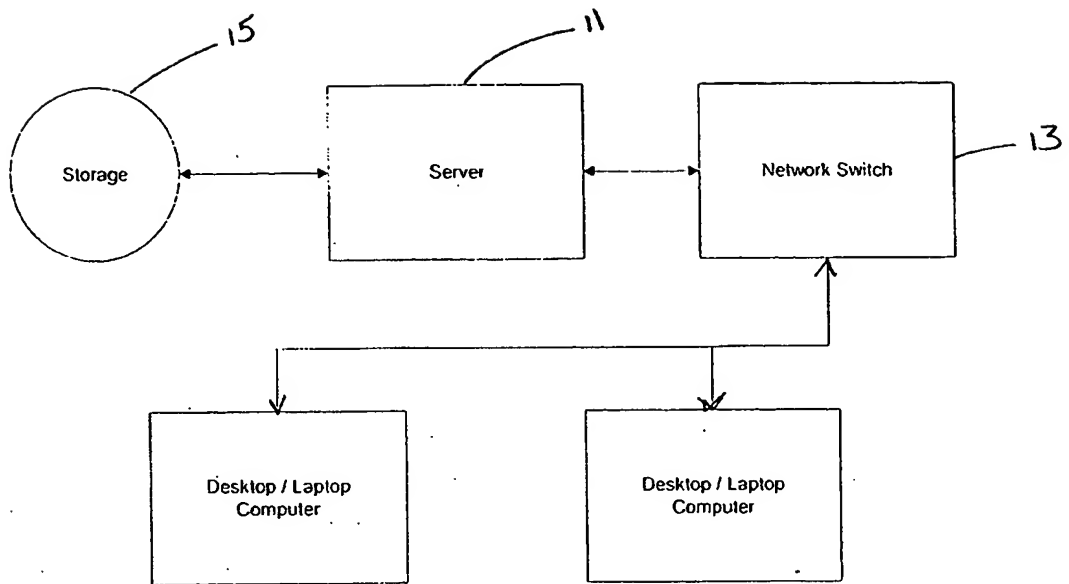 15
11
13
Storage
Server
Network Switch
Desktop / Laptop
Computer
Desktop / Laptop
Computer